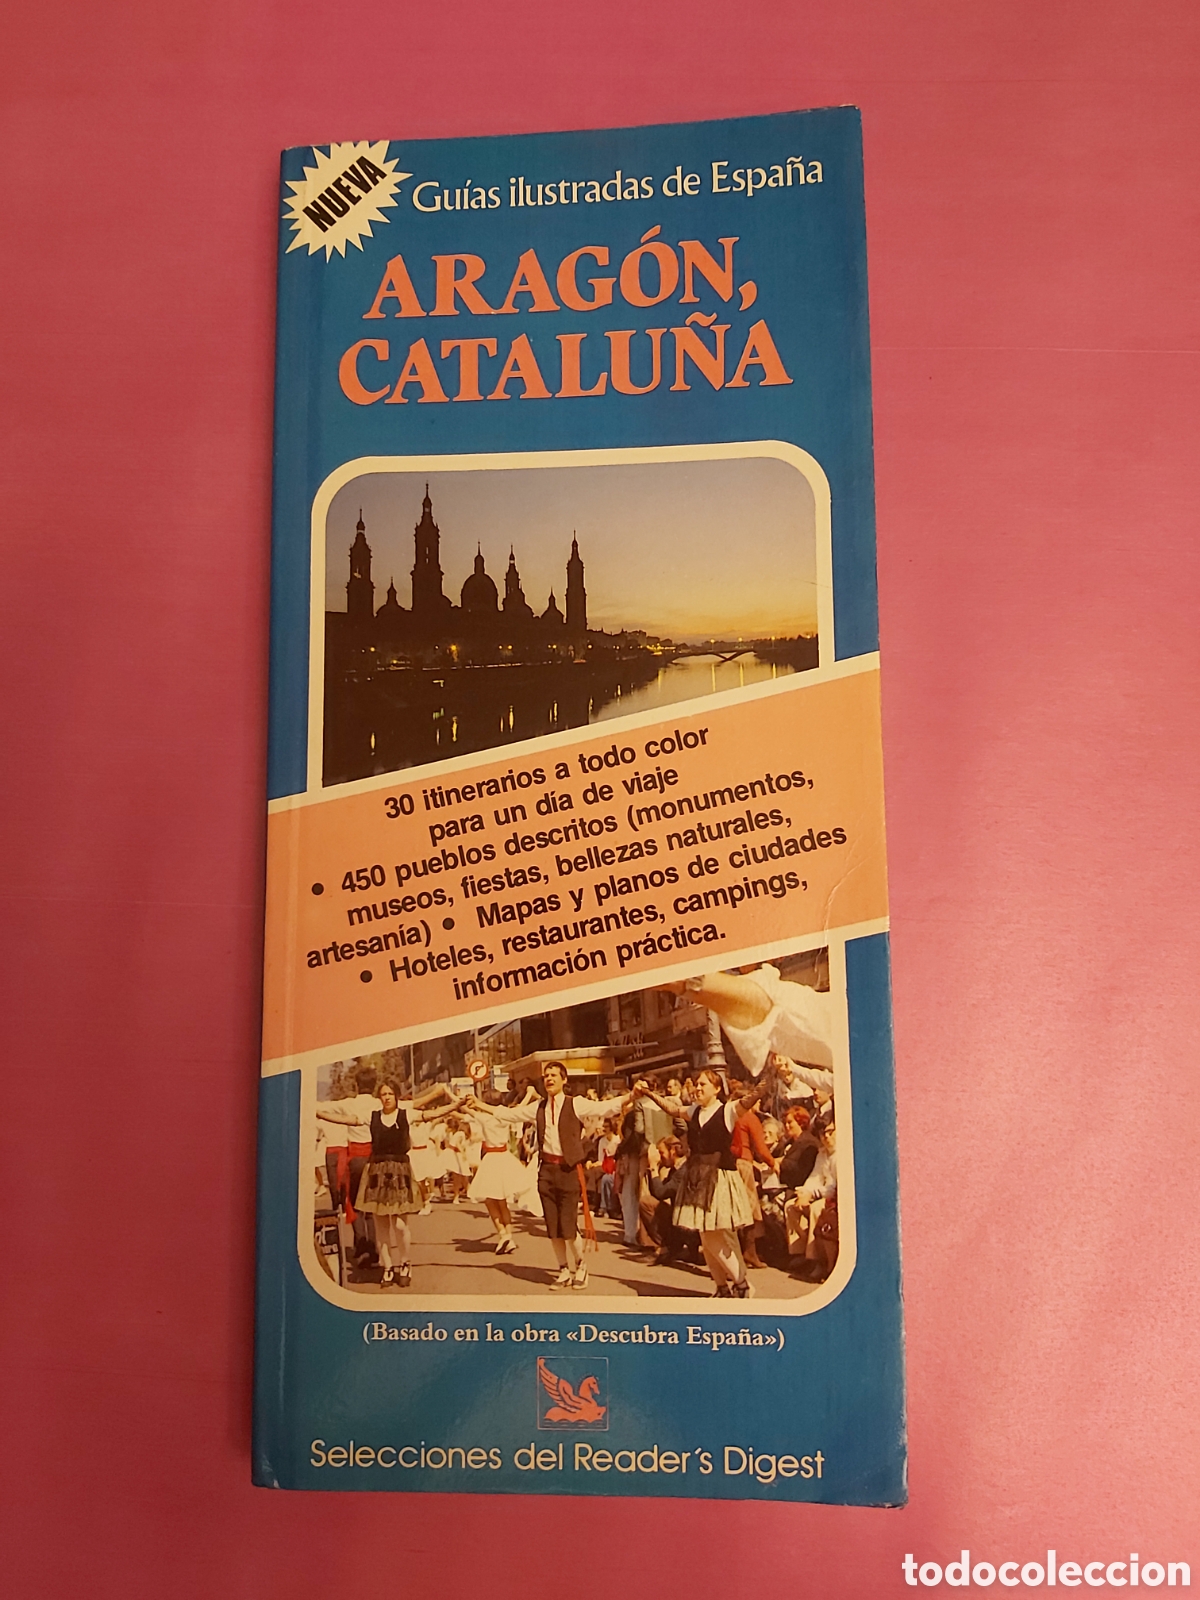 NUEVA
Guías ilustradas de España
ARAGÓN,
CATALUÑA
30 itinerarios a todo color
para un día de viaje
• 450 pueblos descritos (monumentos,
museos, fiestas, bellezas naturales,
artesanía) • Mapas y planos de ciudades
• Hoteles, restaurantes, campings,
información práctica.
(Basado en la obra «Descubra España»)
Selecciones del Reader's Digest
todocoleccion